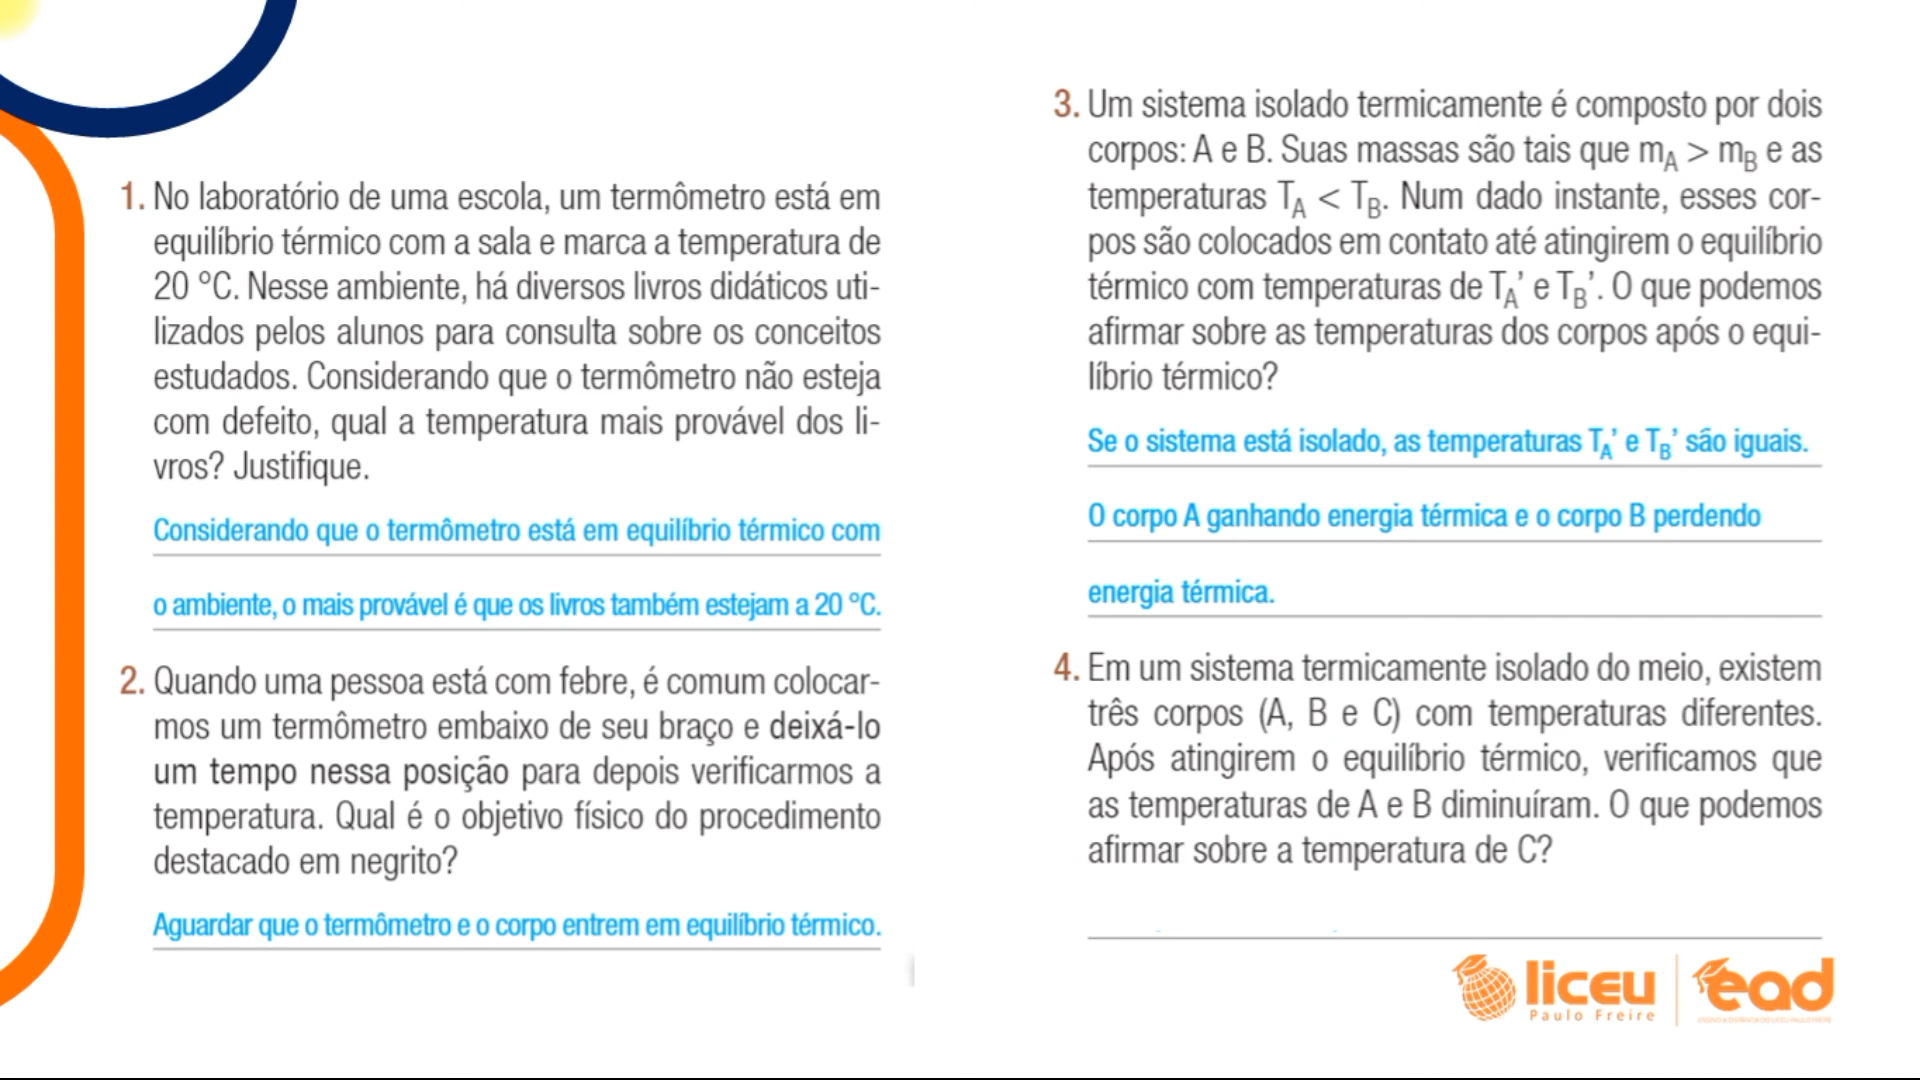 1. No laboratório de uma escola, um termômetro está em
equilíbrio térmico com a sala e marca a temperatura de
20 °C. Nesse ambiente, há diversos livros didáticos uti-
lizados pelos alunos para consulta sobre os conceitos
estudados. Considerando que o termômetro não esteja
com defeito, qual a temperatura mais provável dos li-
vros? Justifique.
Considerando que o termômetro está em equilíbrio térmico com
o ambiente, o mais provável é que os livros também estejam a 20 °C.
2. Quando uma pessoa está com febre, é comum colocar-
mos um termômetro embaixo de seu braço e deixá-lo
um tempo nessa posição para depois verificarmos a
temperatura. Qual é o objetivo físico do procedimento
destacado em negrito?
Aguardar que o termômetro e o corpo entrem em equilíbrio térmico.
3. Um sistema isolado termicamente é composto por dois
corpos: A e B. Suas massas são tais que mA > mB e as
temperaturas TA < TB. Num dado instante, esses cor-
pos são colocados em contato até atingirem o equilíbrio
térmico com temperaturas de TA’ e TB’. O que podemos
afirmar sobre as temperaturas dos corpos após o equi-
líbrio térmico?
Se o sistema está isolado, as temperaturas TA’ e TB’ são iguais.
O corpo A ganhando energia térmica e o corpo B perdendo
energia térmica.
4. Em um sistema termicamente isolado do meio, existem
três corpos (A, B e C) com temperaturas diferentes.
Após atingirem o equilíbrio térmico, verificamos que
as temperaturas de A e B diminuíram. O que podemos
afirmar sobre a temperatura de C?
liceu
Paulo Freire
ead
ENSINO A DISTÂNCIA DO LICEU PAULO FREIRE